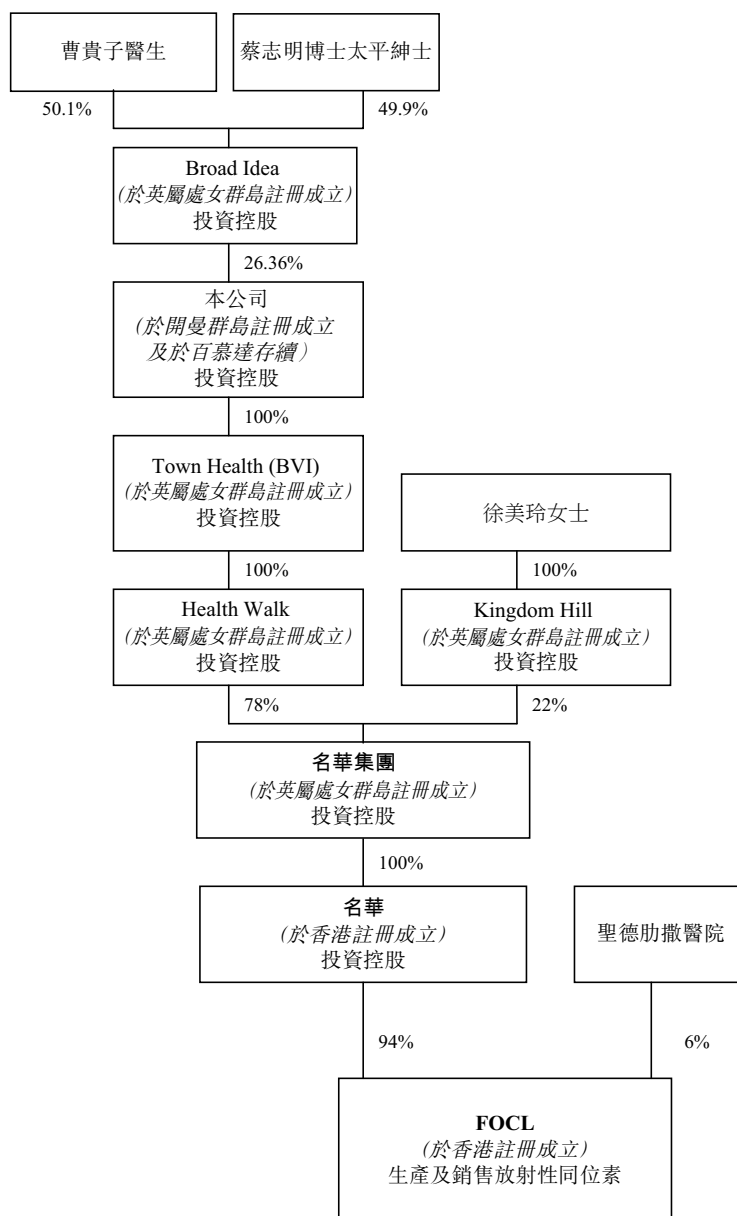 曹貴子醫生
蔡志明博士太平紳士
50.1%
49.9%
Broad Idea
(於英屬處女群島註冊成立)
投資控股
26.36%
本公司
(於開曼群島註冊成立
及於百慕達存續)
投資控股
100%
Town Health (BVI)
(於英屬處女群島註冊成立)
投資控股
徐美玲女士
100%
100%
Health Walk
(於英屬處女群島註冊成立)
投資控股
Kingdom Hill
(於英屬處女群島註冊成立)
投資控股
78%
22%
名華集團
(於英屬處女群島註冊成立)
投資控股
100%
名華
(於香港註冊成立)
投資控股
聖德肋撒醫院
94%
6%
FOCL
(於香港註冊成立)
生產及銷售放射性同位素